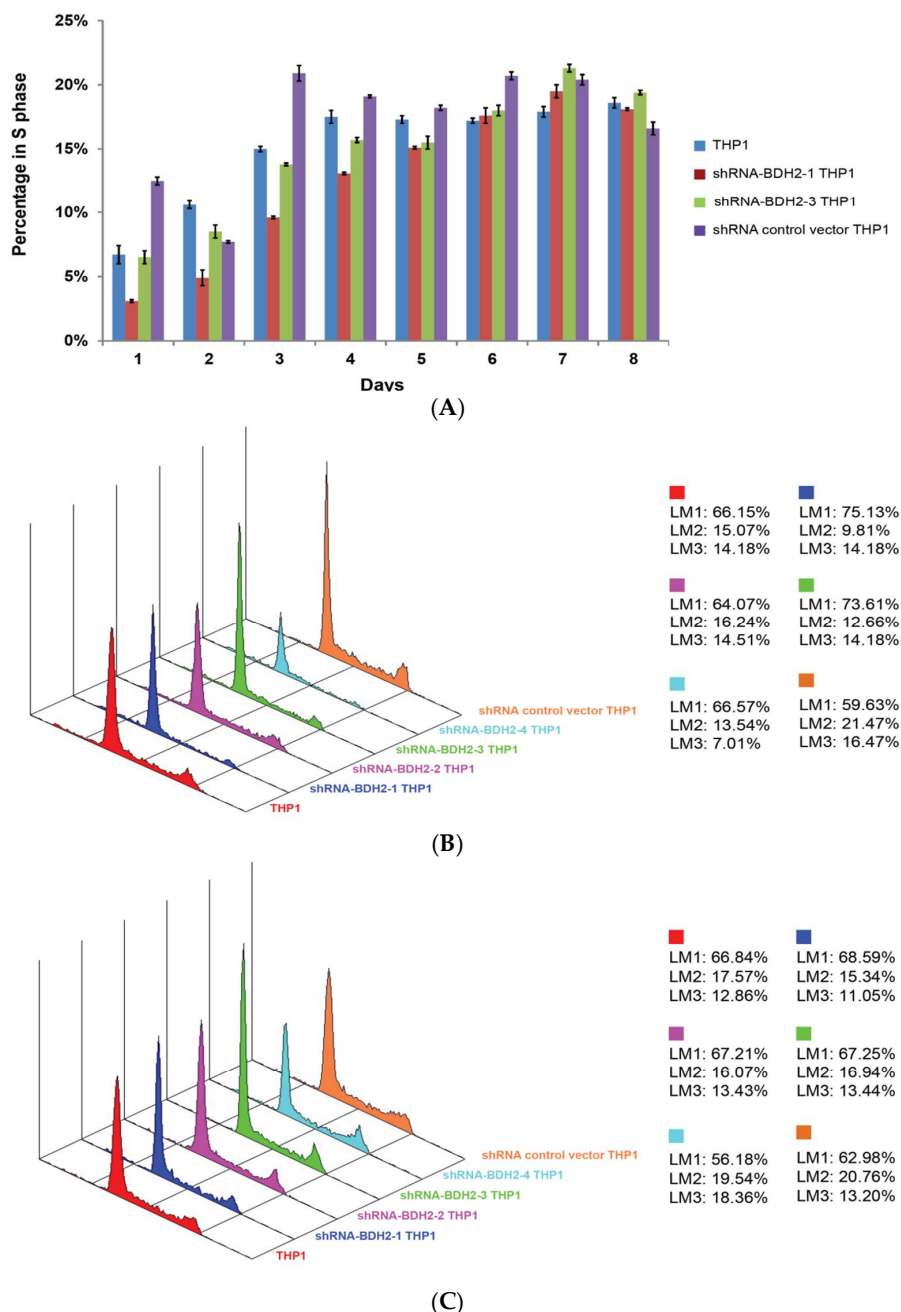 25%
20%
15%
10%
5%
0%
Percentage in S phase
1 2 3 4 5 6 7 8
Days
THP1
shRNA-BDH2-1 THP1
shRNA-BDH2-3 THP1
shRNA control vector THP1
(A)
shRNA control vector THP1
shRNA-BDH2-4 THP1
shRNA-BDH2-3 THP1
shRNA-BDH2-2 THP1
shRNA-BDH2-1 THP1
THP1
LM1: 66.15%
LM2: 15.07%
LM3: 14.18%
LM1: 75.13%
LM2: 9.81%
LM3: 14.18%
LM1: 64.07%
LM2: 16.24%
LM3: 14.51%
LM1: 73.61%
LM2: 12.66%
LM3: 14.18%
LM1: 66.57%
LM2: 13.54%
LM3: 7.01%
LM1: 59.63%
LM2: 21.47%
LM3: 16.47%
(B)
shRNA control vector THP1
shRNA-BDH2-4 THP1
shRNA-BDH2-3 THP1
shRNA-BDH2-2 THP1
shRNA-BDH2-1 THP1
THP1
LM1: 66.84%
LM2: 17.57%
LM3: 12.86%
LM1: 68.59%
LM2: 15.34%
LM3: 11.05%
LM1: 67.21%
LM2: 16.07%
LM3: 13.43%
LM1: 67.25%
LM2: 16.94%
LM3: 13.44%
LM1: 56.18%
LM2: 19.54%
LM3: 18.36%
LM1: 62.98%
LM2: 20.76%
LM3: 13.20%
(C)